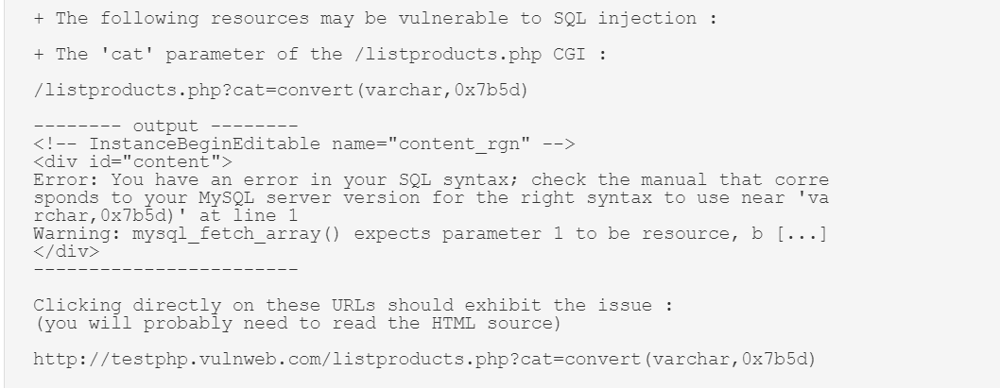 + The following resources may be vulnerable to SQL injection :
+ The 'cat' parameter of the /listproducts.php CGI :
/listproducts.php?cat=convert(varchar,0x7b5d)
-------- output --------
<!-- InstanceBeginEditable name="content_rgn" -->
<div id="content">
Error: You have an error in your SQL syntax; check the manual that corre
sponds to your MySQL server version for the right syntax to use near 'va
rchar,0x7b5d)' at line 1
Warning: mysql_fetch_array() expects parameter 1 to be resource, b [...]
</div>
------------------------
Clicking directly on these URLs should exhibit the issue :
(you will probably need to read the HTML source)
http://testphp.vulnweb.com/listproducts.php?cat=convert(varchar,0x7b5d)